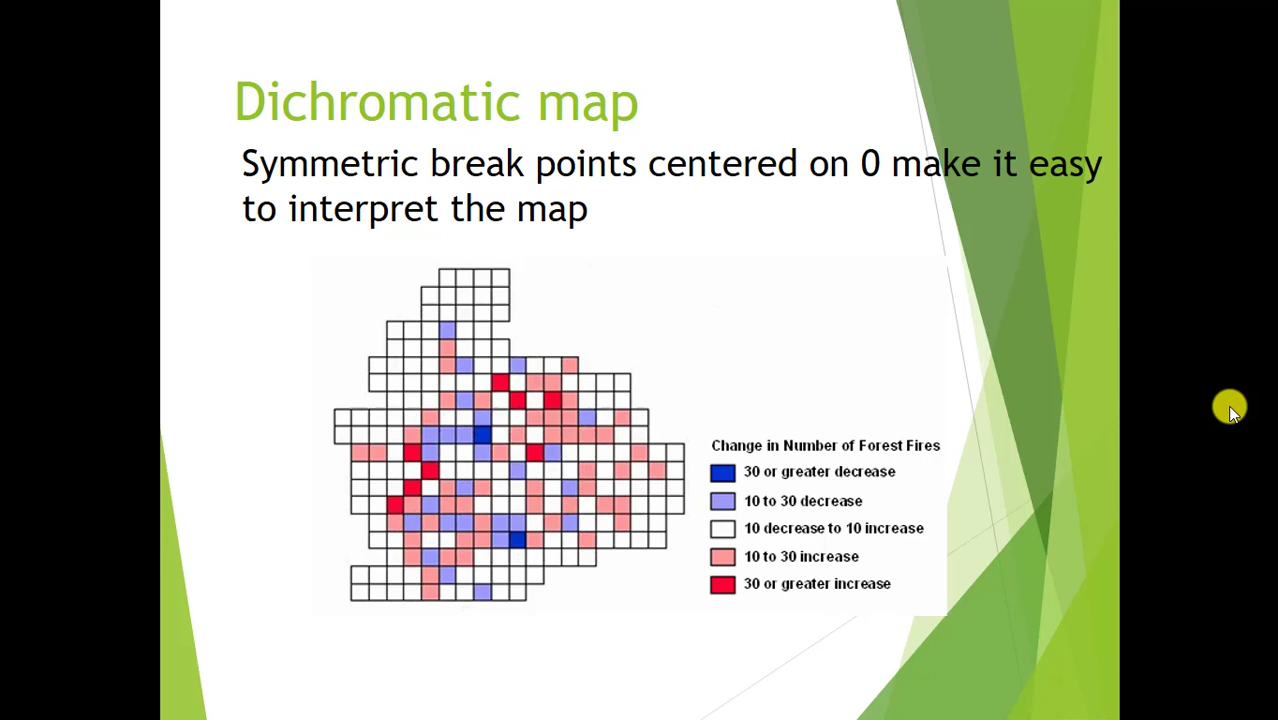 Dichromatic map
Symmetric break points centered on 0 make it easy
to interpret the map
Change in Number of Forest Fires
30 or greater decrease
10 to 30 decrease
10 decrease to 10 increase
10 to 30 increase
30 or greater increase